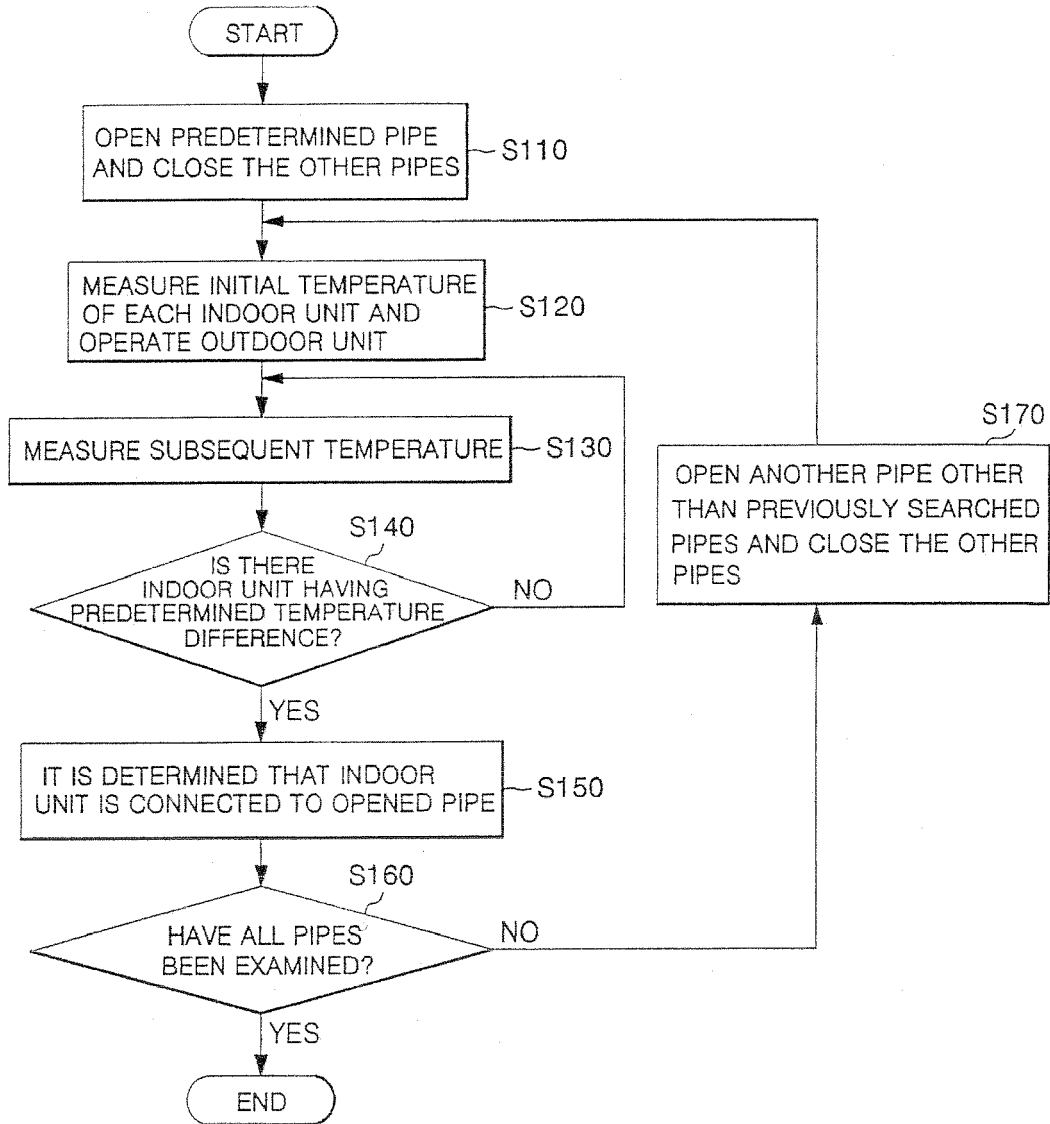 START
OPEN PREDETERMINED PIPE
AND CLOSE THE OTHER PIPES
S110
MEASURE INITIAL TEMPERATURE
OF EACH INDOOR UNIT AND
OPERATE OUTDOOR UNIT
S120
MEASURE SUBSEQUENT TEMPERATURE
S130
S140
IS THERE
INDOOR UNIT HAVING
PREDETERMINED TEMPERATURE
DIFFERENCE?
NO
YES
IT IS DETERMINED THAT INDOOR
UNIT IS CONNECTED TO OPENED PIPE
S150
S160
HAVE ALL PIPES
BEEN EXAMINED?
NO
YES
END
S170
OPEN ANOTHER PIPE OTHER
THAN PREVIOUSLY SEARCHED
PIPES AND CLOSE THE OTHER
PIPES